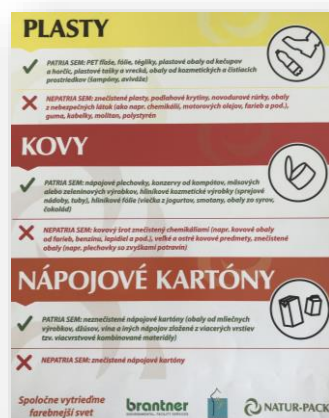 PLASTY
PATRIA SEM: PET fľaše, fólie, tégliky, plastové obaly od kečupov
a horčíc, plastové tašky a vrecká, obaly od kozmetických a čistiacich
prostriedkov (šampóny, aviváže)
NEPATRIA SEM: znečistené plasty, podlahové krytiny, novodurové rúrky, obaly
z nebezpečných látok (ako napr. chemikálií, motorových olejov, farieb a pod.),
guma, kabelky, molitan, polystyrén
KOVY
PATRIA SEM: nápojové plechovky, konzervy od kompótov, mäsových
alebo zeleninových výrobkov, hliníkové kozmetické výrobky (sprejové
nádoby, tuby), hliníkové fólie (viečka z jogurtov, smotany, obaly zo syrov,
čokolád)
NEPATRIA SEM: kovový šrot znečistený chemikáliami (napr. kovové obaly
od farieb, benzínu, lepidiel a pod.), veľké a ostré kovové predmety, znečistené
obaly (napr. plechovky so zvyškami potravín)
NÁPOJOVÉ KARTÓNY
PATRIA SEM: neznečistené nápojové kartóny (obaly od mliečnych
výrobkov, džúsov, vína a iných nápojov zložené z viacerých vrstiev
tzv. viacvrstvové kombinované materiály)
NEPATRIA SEM: znečistené nápojové kartóny
Spoločne vytrieďme
farebnejší svet
brantner
NATUR-PACK